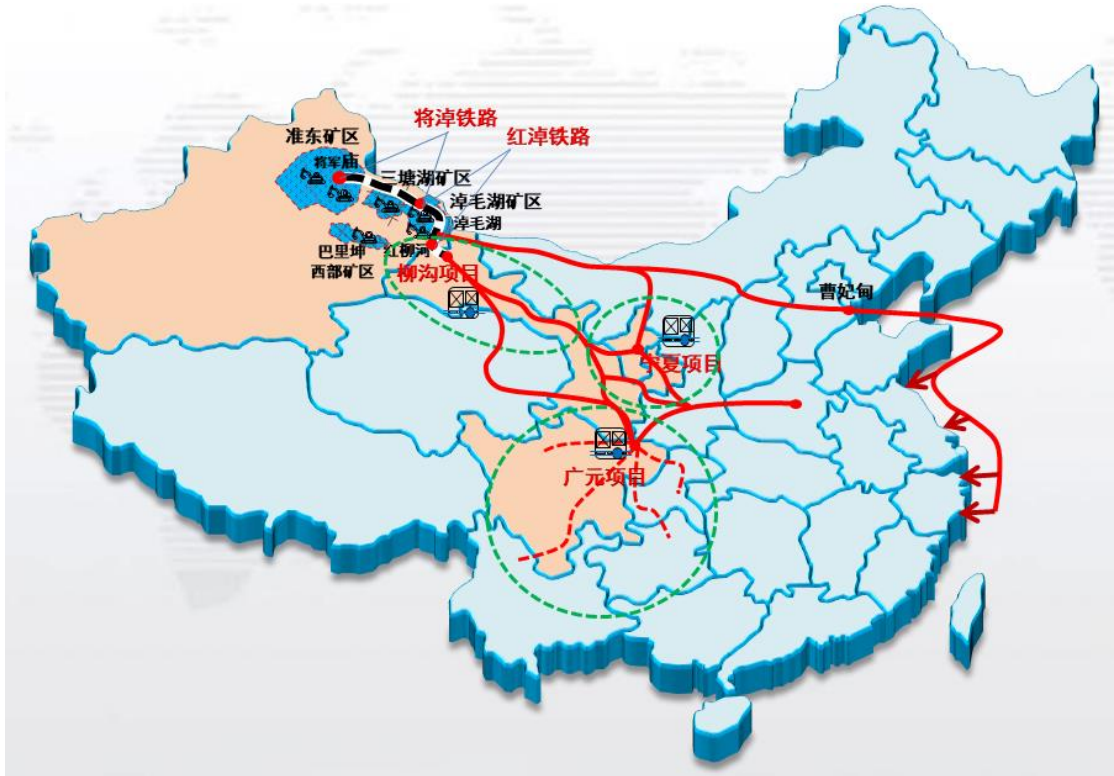 将淖铁路
准东矿区
红淖铁路
将军庙
三塘湖矿区
淖毛湖矿区
淖毛湖
巴里坤
红柳河
西部矿区
柳沟项目
曹妃甸
宁夏项目
广元项目